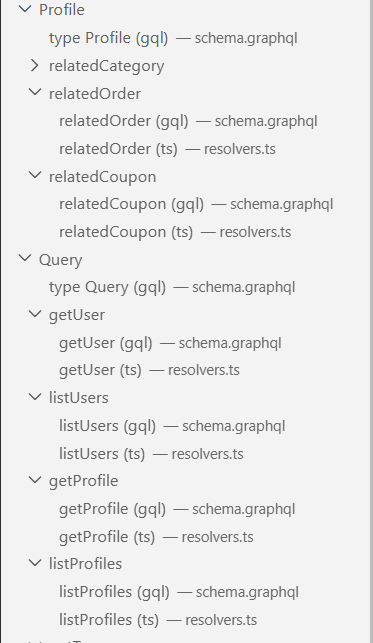 Profile
type Profile (gql) — schema.graphql
relatedCategory
relatedOrder
relatedOrder (gql) — schema.graphql
relatedOrder (ts) — resolvers.ts
relatedCoupon
relatedCoupon (gql) — schema.graphql
relatedCoupon (ts) — resolvers.ts
Query
type Query (gql) — schema.graphql
getUser
getUser (gql) — schema.graphql
getUser (ts) — resolvers.ts
listUsers
listUsers (gql) — schema.graphql
listUsers (ts) — resolvers.ts
getProfile
getProfile (gql) — schema.graphql
getProfile (ts) — resolvers.ts
listProfiles
listProfiles (gql) — schema.graphql
listProfiles (ts) — resolvers.ts